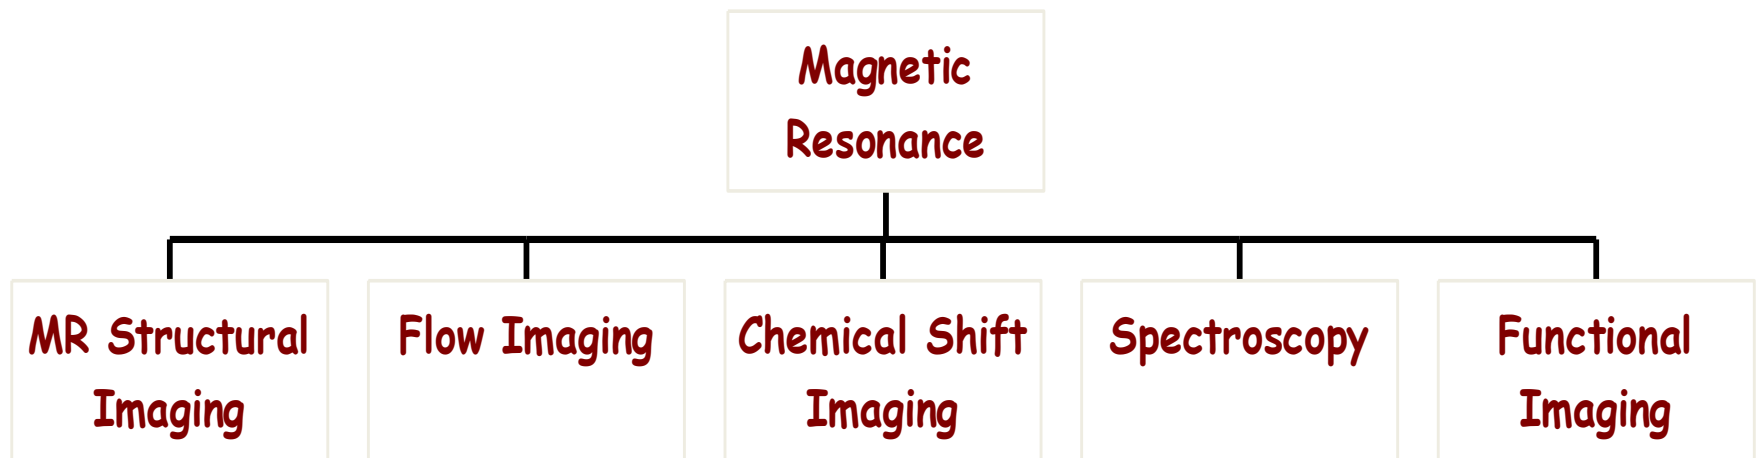 Magnetic
Resonance
MR Structural
Imaging
Flow Imaging
Chemical Shift
Imaging
Spectroscopy
Functional
Imaging